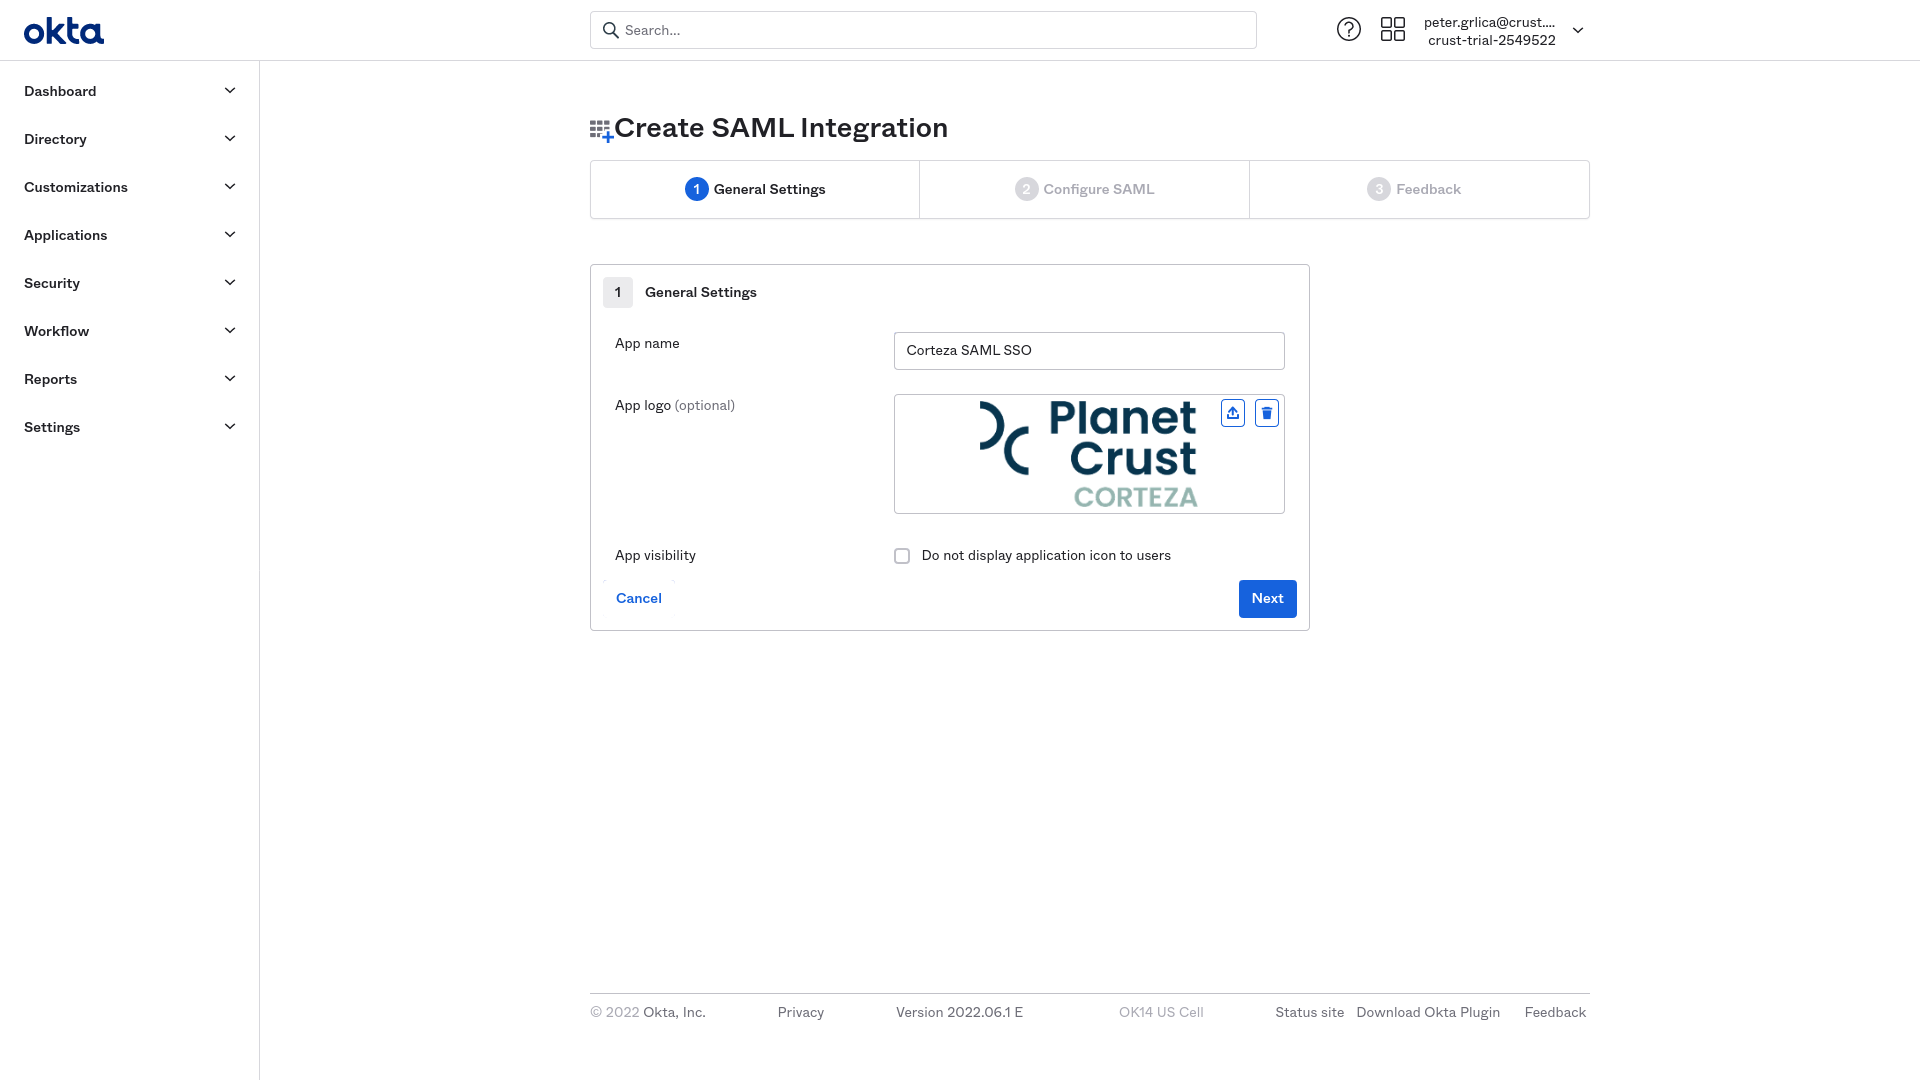 okta
Search...
peter.grlica@crust....
crust-trial-2549522
Dashboard
Directory
Customizations
Applications
Security
Workflow
Reports
Settings
Create SAML Integration
1 General Settings
2 Configure SAML
3 Feedback
1 General Settings
App name
Corteza SAML SSO
App logo (optional)
Planet
Crust
CORTEZA
App visibility
Do not display application icon to users
Cancel
Next
© 2022 Okta, Inc.
Privacy
Version 2022.06.1 E
OK14 US Cell
Status site
Download Okta Plugin
Feedback